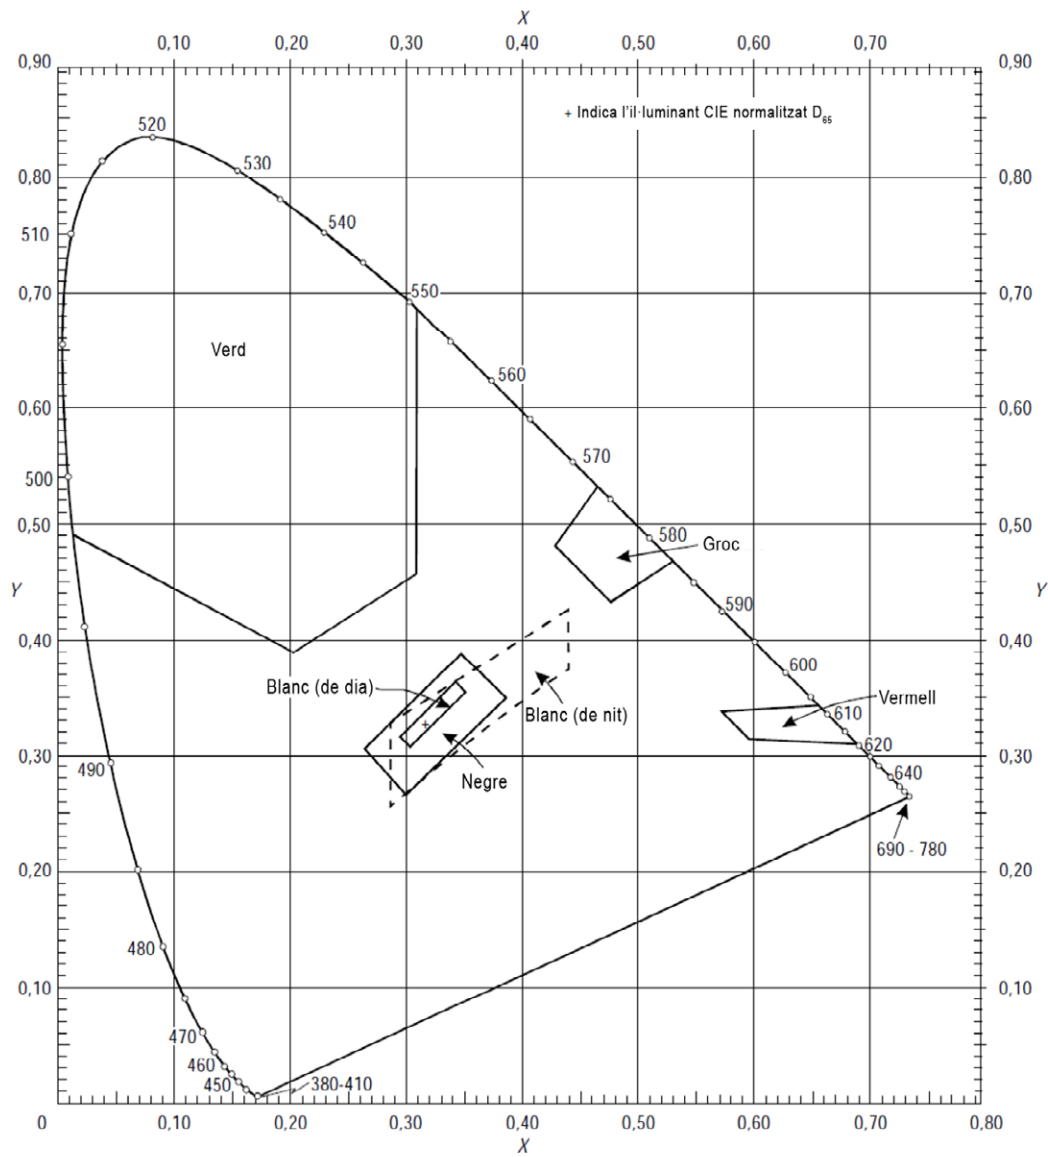 X
0,10 0,20 0,30 0,40 0,50 0,60 0,70
0,90 0,90
+ Indica l'il·luminant CIE normalitzat D65
520
530
0,80 0,80
540
510
550
0,70 0,70
Verd
560
0,60 0,60
570
500
0,50 0,50
580
Groc
Y Y
590
0,40 0,40
600
Blanc (de dia)
Vermell
Blanc (de nit)
610
620
0,30 0,30
490
640
Negre
690 - 780
0,20 0,20
480
0,10 0,10
470
460
450
380-410
0 0,10 0,20 0,30 0,40 0,50 0,60 0,70 0,80
X